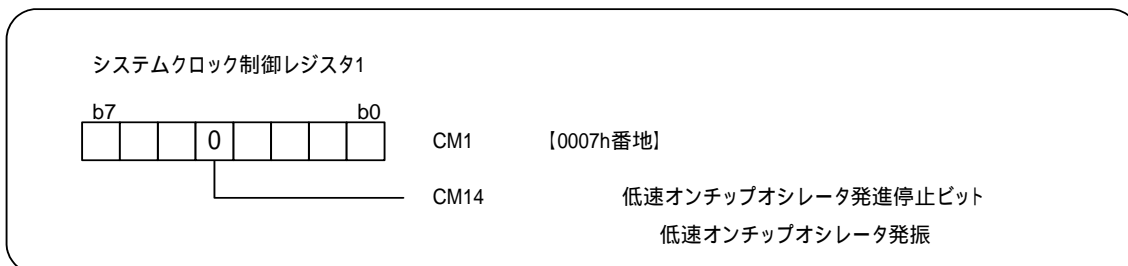 システムクロック制御レジスタ1
b7 b0
0 CM1 【0007h番地】
CM14 低速オンチップオシレータ発進停止ビット
低速オンチップオシレータ発振